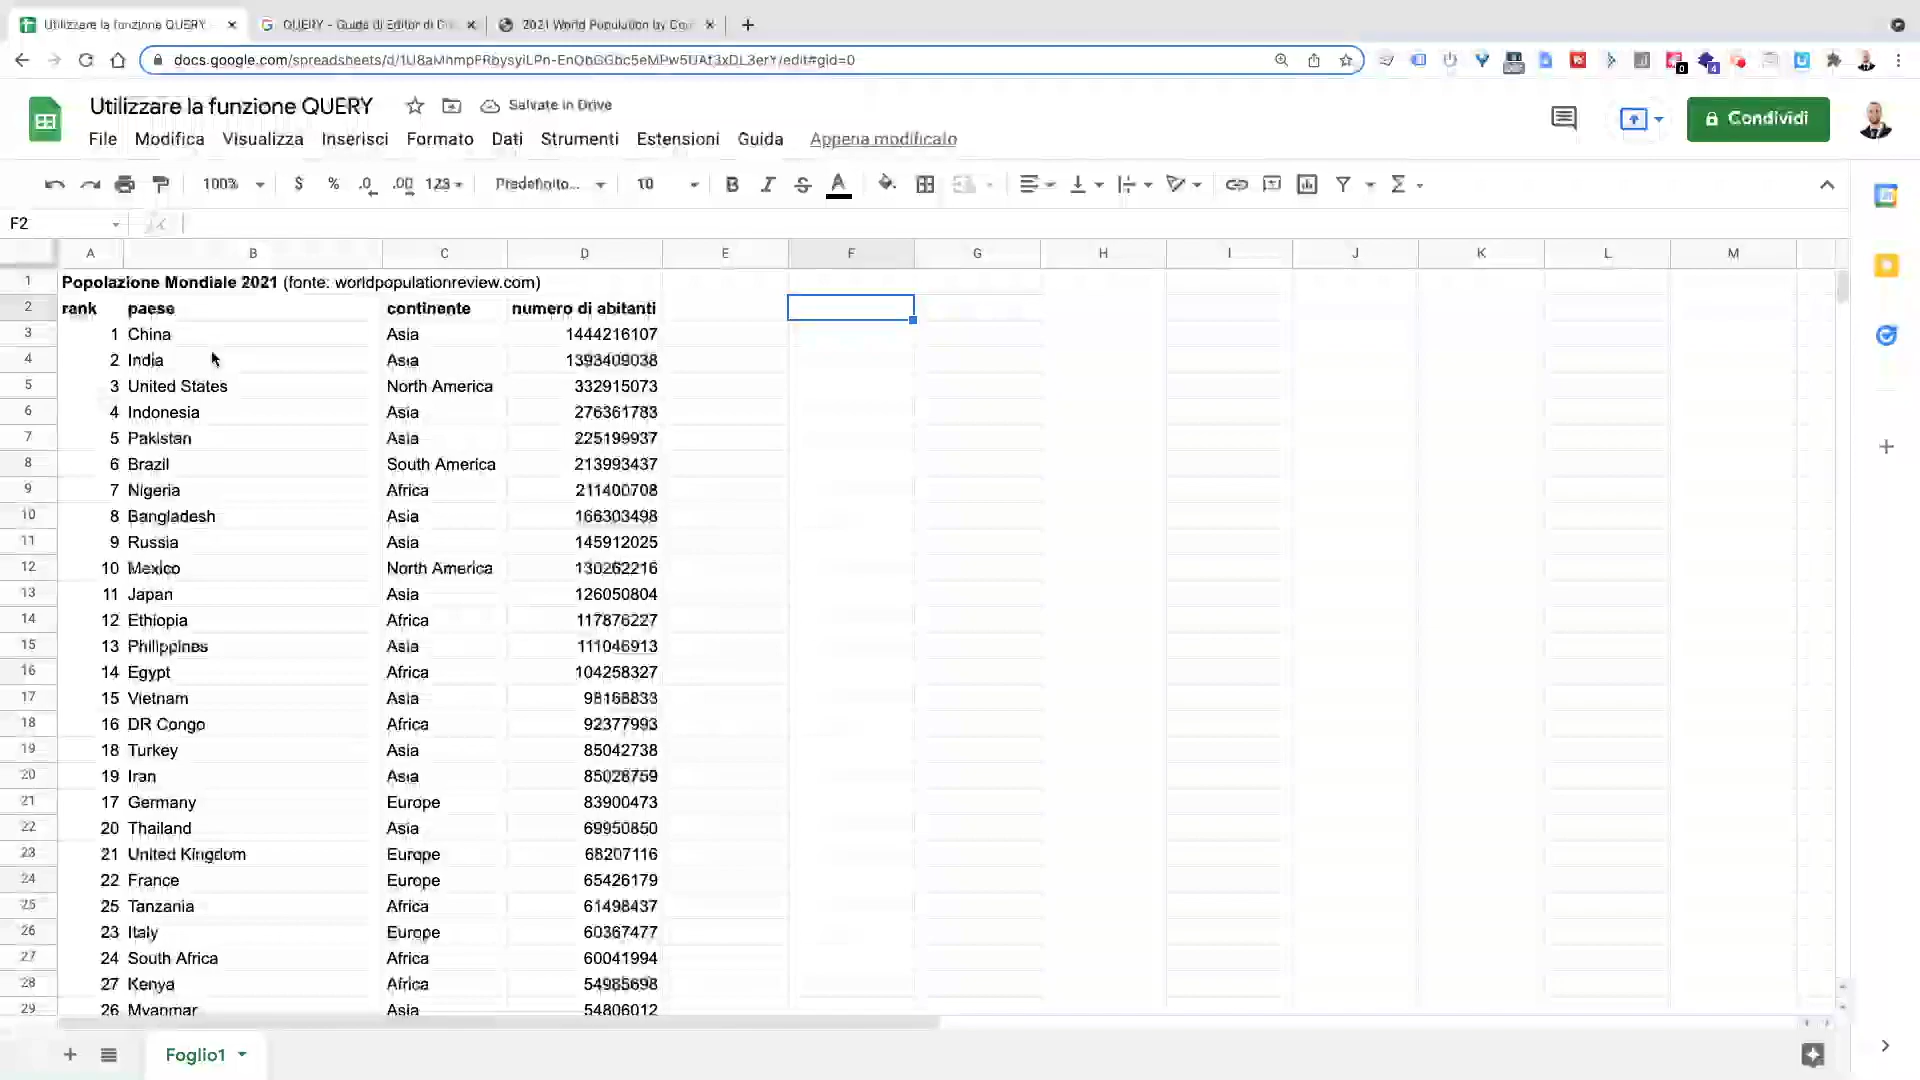 Utilizzare la funzione QUERY
QUERY - Guida di Editor di
2021 World Population by
Utilizzare la funzione QUERY
Salvato in Drive
File Modifica Visualizza Inserisci Formato Dati Strumenti Estensioni Guida Appena modificato
Condividi
100% $ % .0 .00 123 Predefinito... 10
F2
A B C D E F G H I J K L M
1 Popolazione Mondiale 2021 (fonte: worldpopulationreview.com)
2 rank paese continente numero di abitanti
3 1 China Asia 1444216107
4 2 India Asia 1393409038
5 3 United States North America 332915073
6 4 Indonesia Asia 276361783
7 5 Pakistan Asia 225199937
8 6 Brazil South America 213993437
9 7 Nigeria Africa 211400708
10 8 Bangladesh Asia 166303498
11 9 Russia Asia 145912025
12 10 Mexico North America 130262216
13 11 Japan Asia 126050804
14 12 Ethiopia Africa 117876227
15 13 Philippines Asia 111046913
16 14 Egypt Africa 104258327
17 15 Vietnam Asia 98168833
18 16 DR Congo Africa 92377993
19 18 Turkey Asia 85042738
20 19 Iran Asia 85028759
21 17 Germany Europe 83900473
22 20 Thailand Asia 69950850
23 21 United Kingdom Europe 68207116
24 22 France Europe 65426179
25 25 Tanzania Africa 61498437
26 23 Italy Europe 60367477
27 24 South Africa Africa 60041994
28 27 Kenya Africa 54985698
29 26 Myanmar Asia 54806012
Foglio1